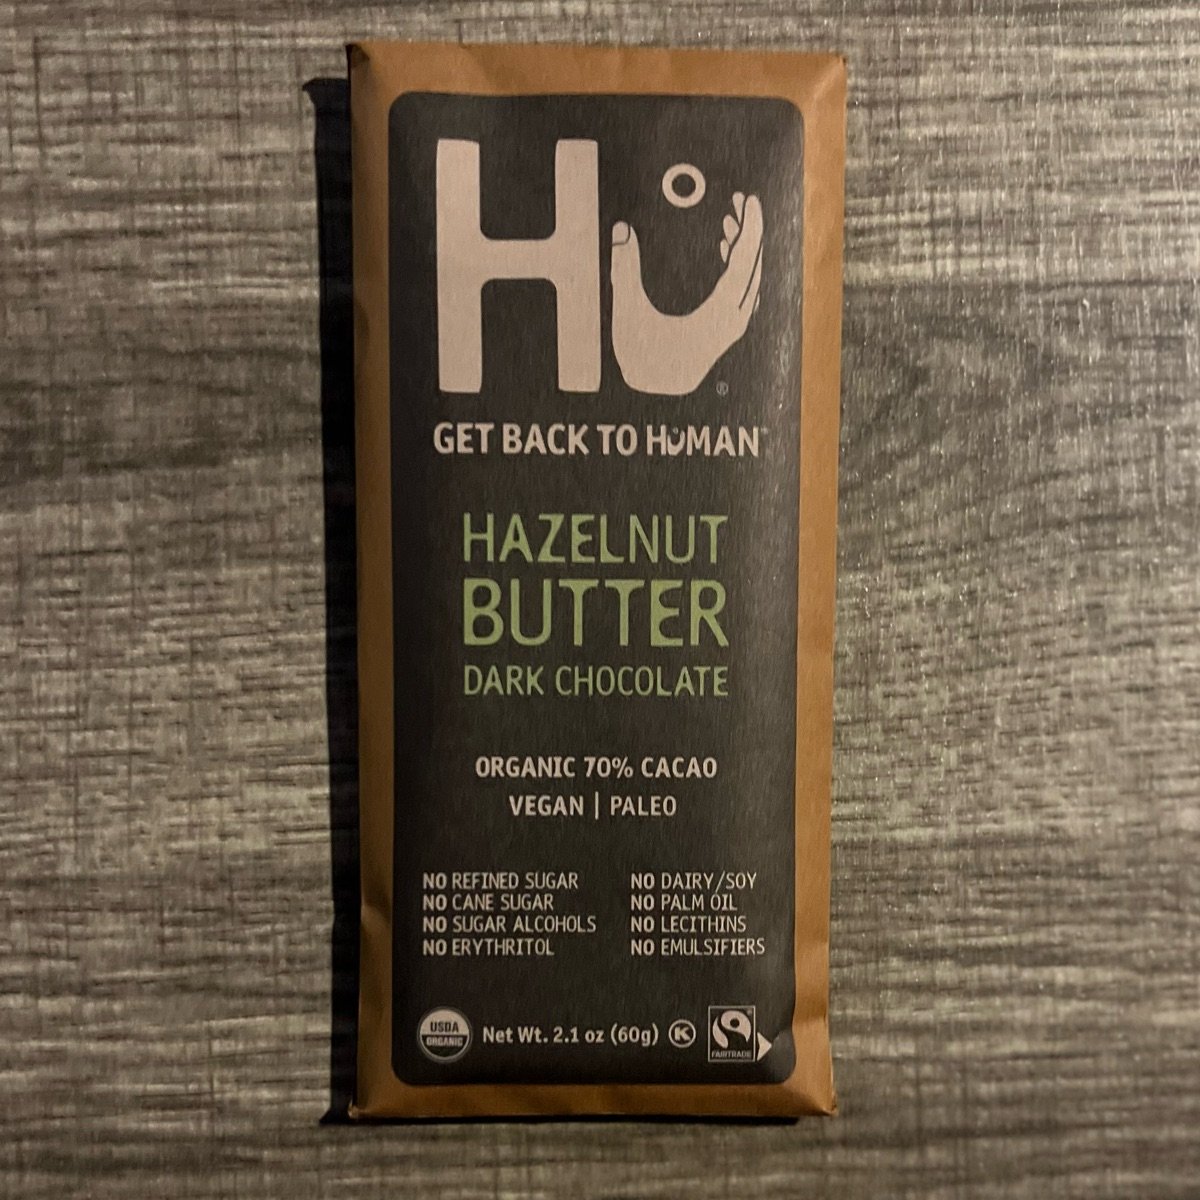 Hu®
GET BACK TO HUMAN™
HAZELNUT
BUTTER
DARK CHOCOLATE
ORGANIC 70% CACAO
VEGAN | PALEO
NO REFINED SUGAR
NO CANE SUGAR
NO SUGAR ALCOHOLS
NO ERYTHRITOL
NO DAIRY/SOY
NO PALM OIL
NO LECITHINS
NO EMULSIFIERS
USDA
ORGANIC
Net Wt. 2.1 oz (60g)
K
FAIRTRADE